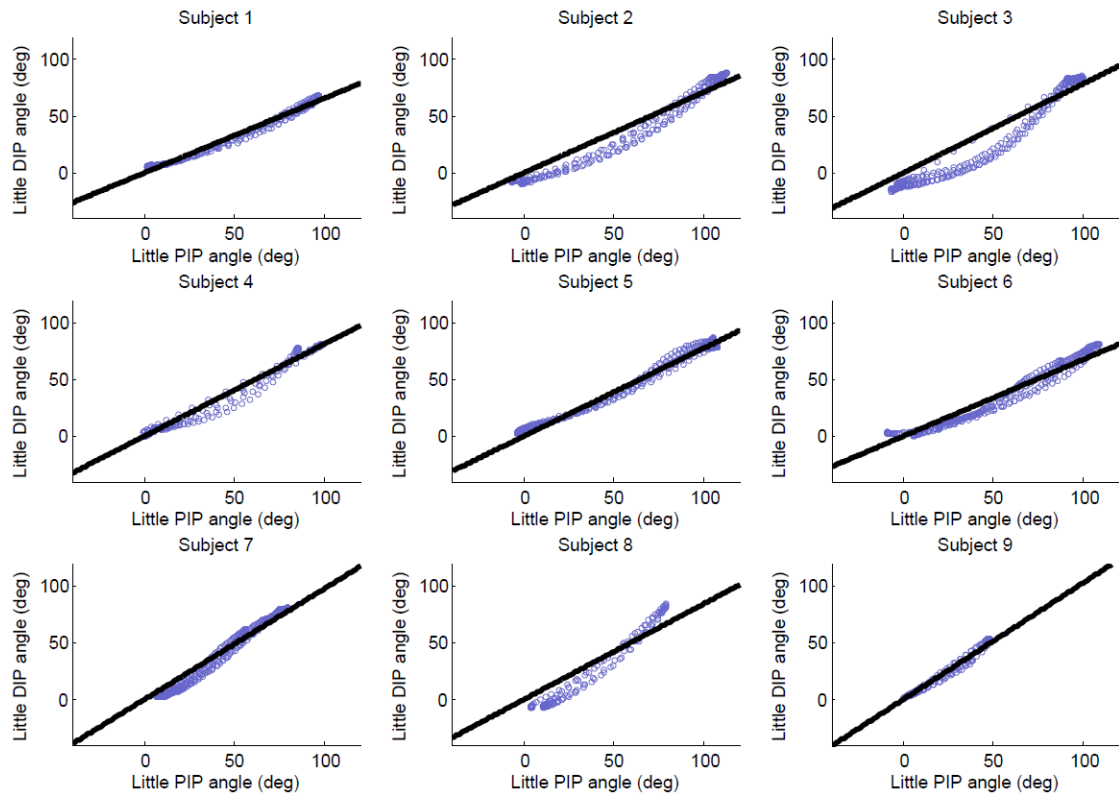 Subject 1
Subject 2
Subject 3
Little DIP angle (deg)
100
50
0
0
50
100
Little PIP angle (deg)
Little DIP angle (deg)
100
50
0
0
50
100
Little PIP angle (deg)
Little DIP angle (deg)
100
50
0
0
50
100
Little PIP angle (deg)
Subject 4
Subject 5
Subject 6
Little DIP angle (deg)
100
50
0
0
50
100
Little PIP angle (deg)
Little DIP angle (deg)
100
50
0
0
50
100
Little PIP angle (deg)
Little DIP angle (deg)
100
50
0
0
50
100
Little PIP angle (deg)
Subject 7
Subject 8
Subject 9
Little DIP angle (deg)
100
50
0
0
50
100
Little PIP angle (deg)
Little DIP angle (deg)
100
50
0
0
50
100
Little PIP angle (deg)
Little DIP angle (deg)
100
50
0
0
50
100
Little PIP angle (deg)